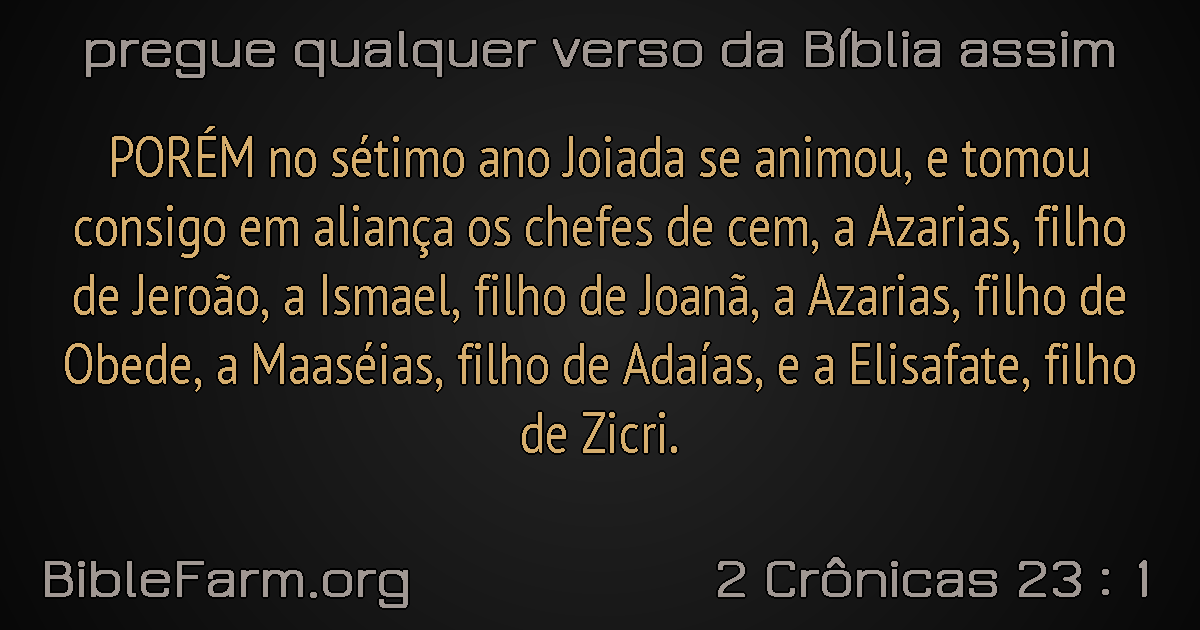 pregue qualquer verso da Bíblia assim
PORÉM no sétimo ano Joiada se animou, e tomou
consigo em aliança os chefes de cem, a Azarias, filho
de Jeroão, a Ismael, filho de Joanã, a Azarias, filho de
Obede, a Maaséias, filho de Adaías, e a Elisafate, filho
de Zicri.
BibleFarm.org
2 Crônicas 23 : 1